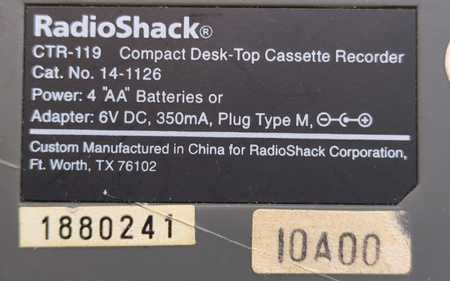 RadioShack®
CTR-119 Compact Desk-Top Cassette Recorder
Cat. No. 14-1126
Power: 4 "AA" Batteries or
Adapter: 6V DC, 350mA, Plug Type M,
Custom Manufactured in China for RadioShack Corporation,
Ft. Worth, TX 76102
1880241
10A00